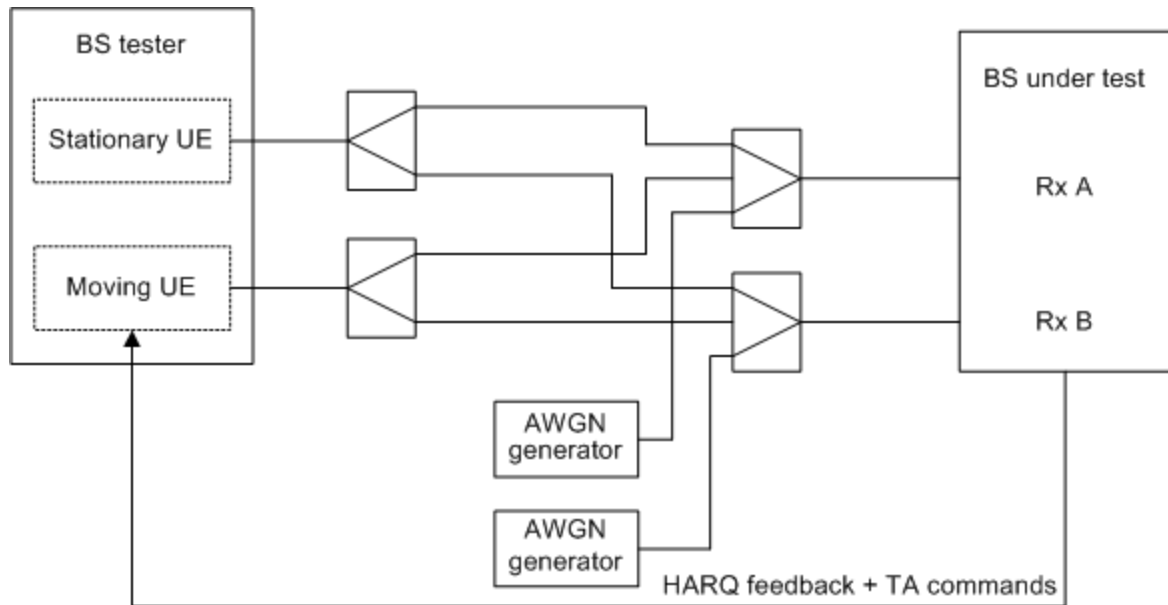 BS tester
Stationary UE
Moving UE
BS under test
Rx A
Rx B
AWGN
generator
AWGN
generator
HARQ feedback + TA commands